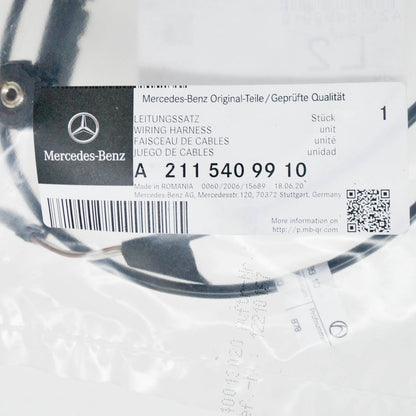 Mercedes-Benz Original-Teile/Geprüfte Qualität
LEITUNGSSATZ Stück 1
WIRING HARNESS unit
FAISCEAU DE CABLES unité
JUEGO DE CABLES unidad
Mercedes-Benz
A 211 540 99 10
Made in ROMANIA 0060/2006/15689 18.06.20
Mercedes-Benz AG, Mercedesstr.120, 70372 Stuttgart, Germany
More information on
http://p.mb-qr.com
878